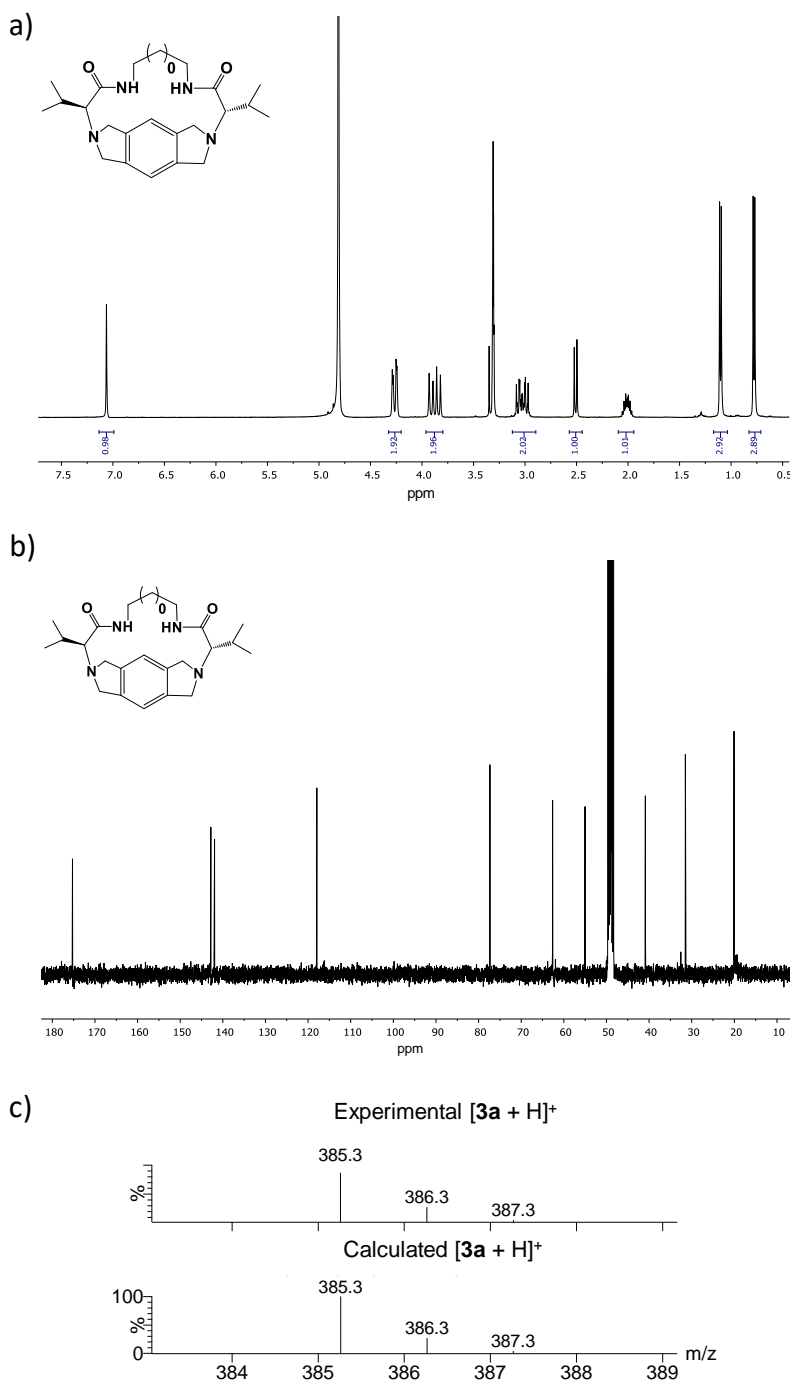 a)
O O
0
NH HN
N N
0.98 1.92 1.96 2.02 1.00 1.01 2.92 2.89
7.5 7.0 6.5 6.0 5.5 5.0 4.5 4.0 3.5 3.0 2.5 2.0 1.5 1.0 0.5
ppm
b)
O O
0
NH HN
N N
180 170 160 150 140 130 120 110 100 90 80 70 60 50 40 30 20 10
ppm
c)
Experimental [3a + H]+
385.3
386.3
387.3
%
Calculated [3a + H]+
385.3
100
386.3
387.3
%
0
m/z
384 385 386 387 388 389